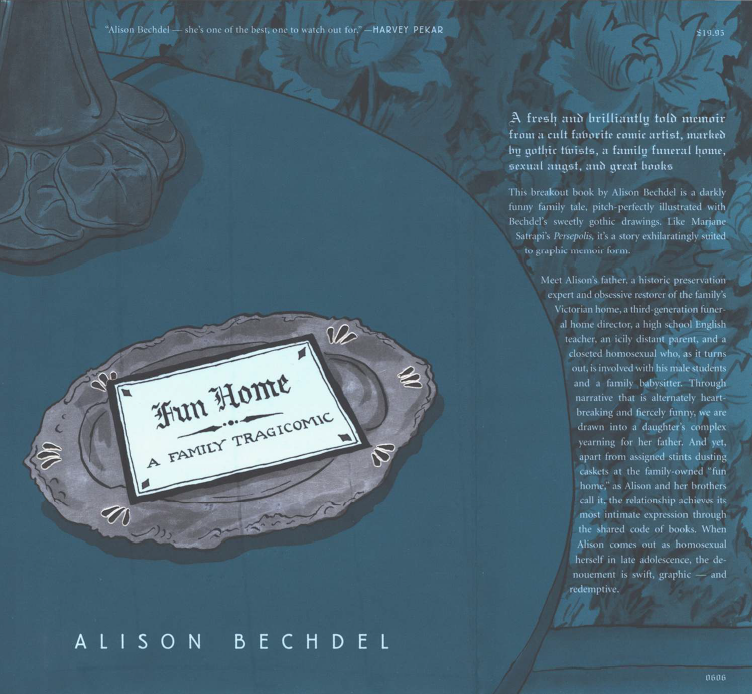 "Alison Bechdel — she's one of the best, one to watch out for." —HARVEY PEKAR
$19.95
A fresh and brilliantly told memoir
from a cult favorite comic artist, marked
by gothic twists, a family funeral home,
sexual angst, and great books
This breakout book by Alison Bechdel is a darkly
funny family tale, pitch-perfectly illustrated with
Bechdel's sweetly gothic drawings. Like Marjane
Satrapi's Persepolis, it's a story exhilaratingly suited
to graphic memoir form.
Meet Alison's father, a historic preservation
expert and obsessive restorer of the family's
Victorian home, a third-generation funer-
al home director, a high school English
teacher, an icily distant parent, and a
closeted homosexual who, as it turns
out, is involved with his male students
and a family babysitter. Through
narrative that is alternately heart-
breaking and fiercely funny, we are
drawn into a daughter's complex
yearning for her father. And yet,
apart from assigned stints dusting
caskets at the family-owned "fun
home," as Alison and her brothers
call it, the relationship achieves its
most intimate expression through
the shared code of books. When
Alison comes out as homosexual
herself in late adolescence, the de-
nouement is swift, graphic — and
redemptive.
Fun Home
A FAMILY TRAGICOMIC
ALISON BECHDEL
0606